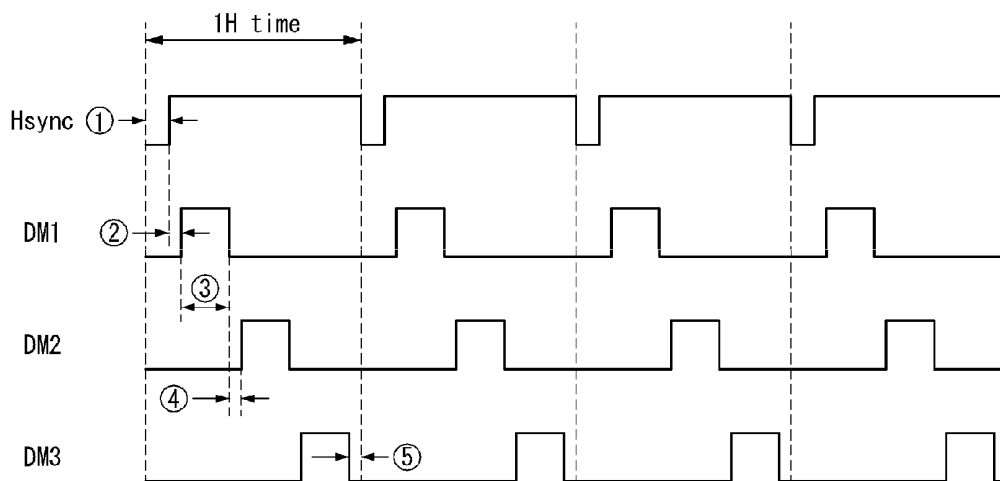 1H time
Hsync ①
DM1
②
③
DM2
④
DM3
⑤